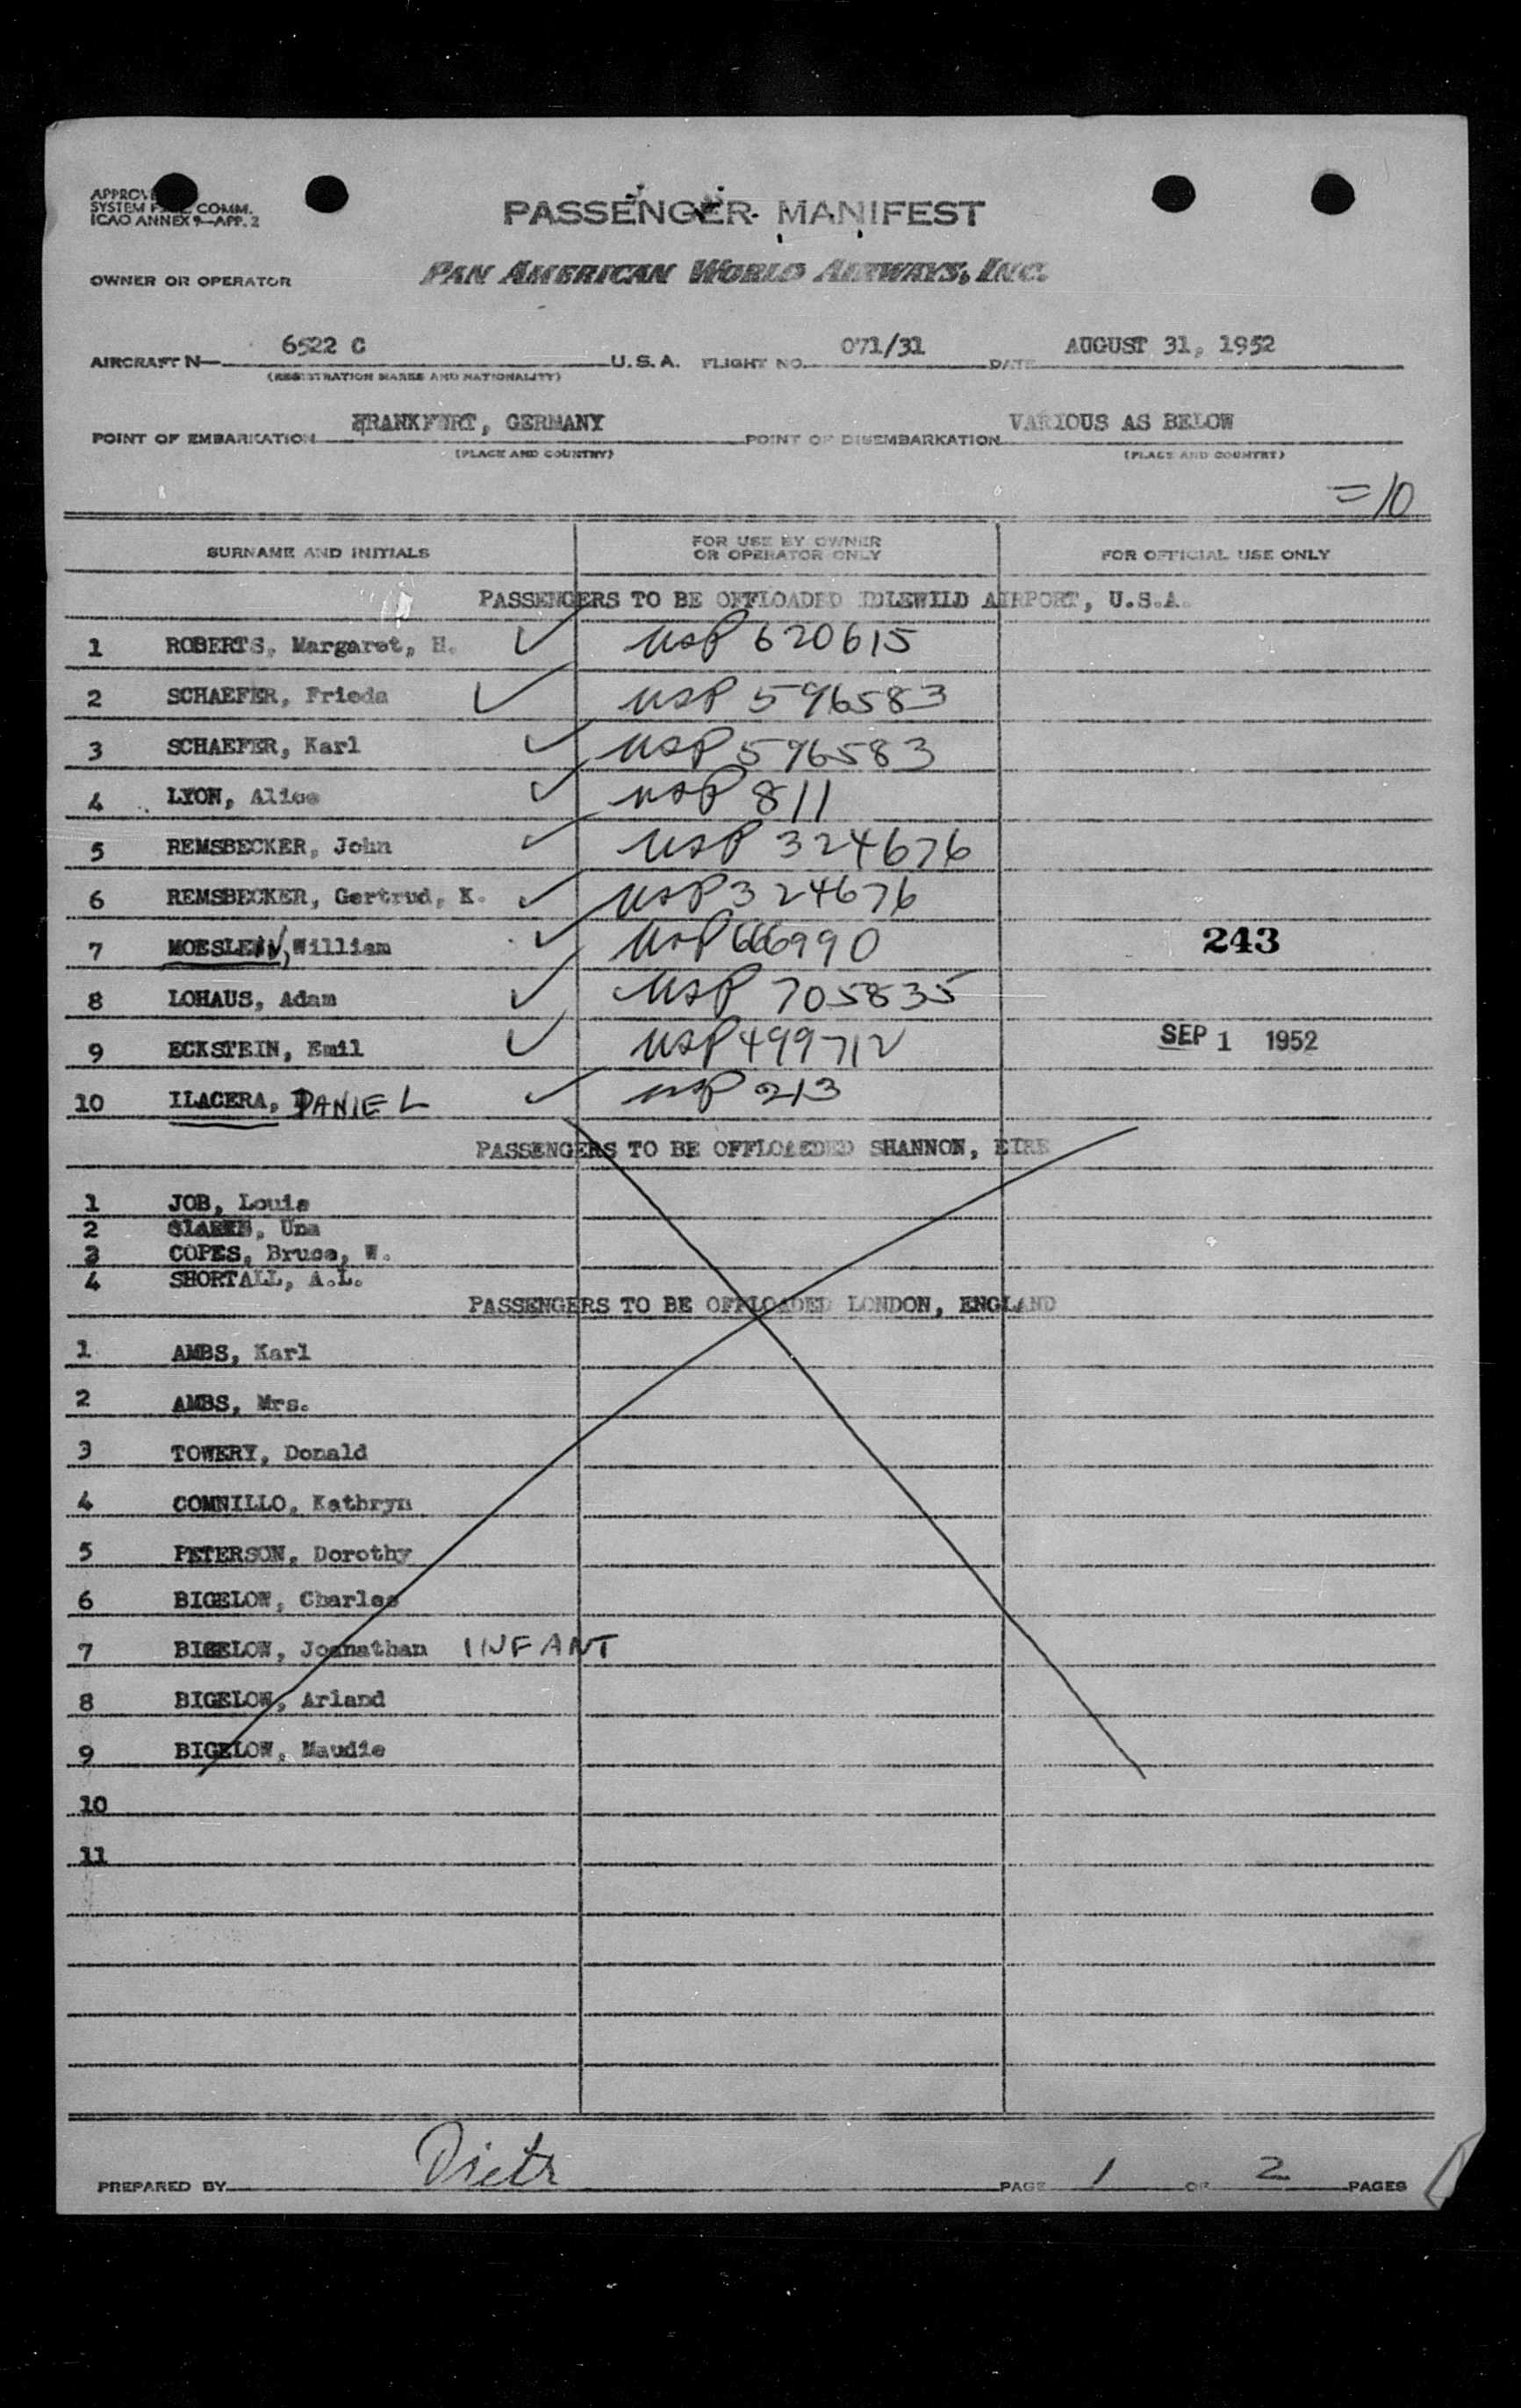 APPROVE
SYSTEM F COMM.
ICAO ANNEX 9—APP. 2
PASSENGER MANIFEST
OWNER OR OPERATOR PAN AMERICAN WORLD AIRWAYS, INC.
AIRCRAFT N— 6522 C U.S.A. FLIGHT NO. 071/31 DATE AUGUST 31, 1952
(REGISTRATION MARKS AND NATIONALITY)
POINT OF EMBARKATION FRANKFURT, GERMANY POINT OF DISEMBARKATION VARIOUS AS BELOW
(PLACE AND COUNTRY) (PLACE AND COUNTRY)
=10
SURNAME AND INITIALS FOR USE BY OWNER OR OPERATOR ONLY FOR OFFICIAL USE ONLY
PASSENGERS TO BE OFFLOADED IDLEWILD AIRPORT, U.S.A.
1 ROBERTS, Margaret, H. ✓ USP 620615
2 SCHAEFER, Frieda ✓ USP 596583
3 SCHAEFER, Karl ✓ USP 596583
4 LYON, Alice ✓ USP 811
5 REMSBECKER, John ✓ USP 324676
6 REMSBECKER, Gertrud, K. ✓ USP 324676
7 MOESLEIN, William ✓ USP 666990 243
8 LOHAUS, Adam ✓ USP 705835
9 ECKSTEIN, Emil ✓ USP 499712 SEP 1 1952
10 ILACERA, DANIEL ✓ USP 213
PASSENGERS TO BE OFFLOADED SHANNON, EIRE
1 JOB, Louis
2 Una
3 COPES, Bruce, W.
4 SHORTALL, A.L.
PASSENGERS TO BE OFFLOADED LONDON, ENGLAND
1 AMBS, Karl
2 AMBS, Mrs.
3 TOWERY, Donald
4 COMNILLO, Kathryn
5 PETERSON, Dorothy
6 BIGELOW, Charles
7 BIGELOW, Joanathan INFANT
8 BIGELOW, Arland
9 BIGELOW, Maudie
10
11
PREPARED BY PAGE 1 OF 2 PAGES